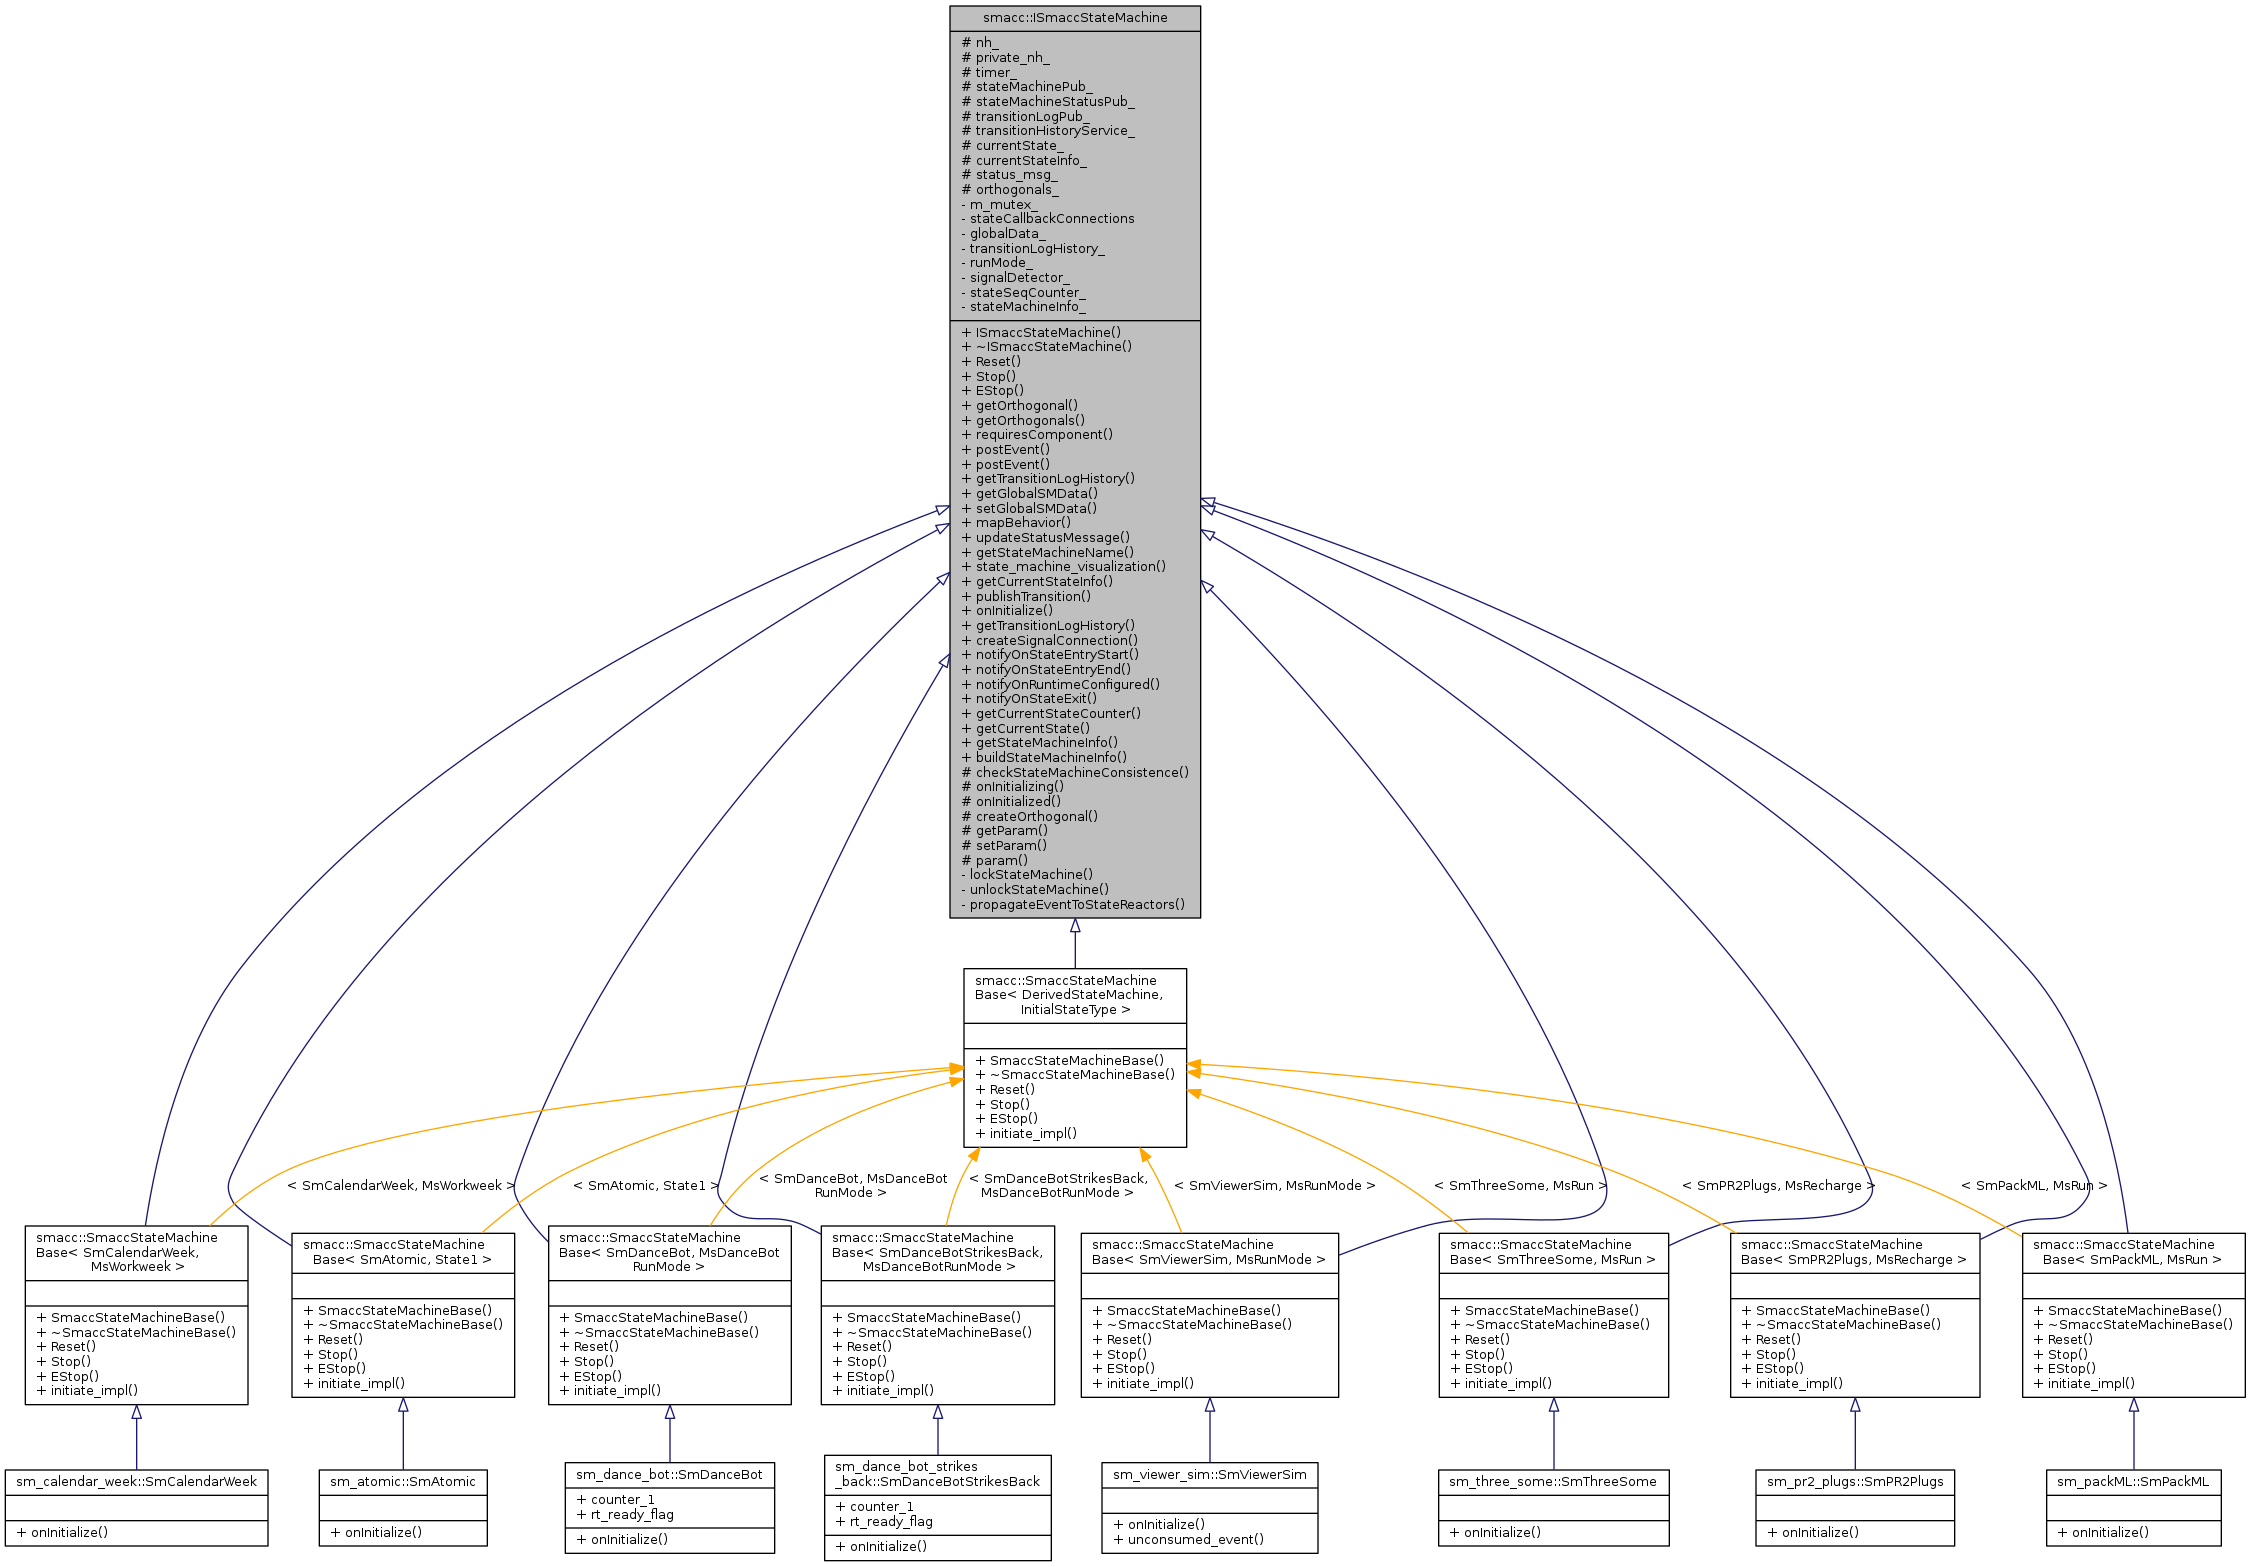 smacc::ISmaccStateMachine
# nh_
# private_nh_
# timer_
# stateMachinePub_
# stateMachineStatusPub_
# transitionLogPub_
# transitionHistoryService_
# currentState_
# currentStateInfo_
# status_msg_
# orthogonals_
- m_mutex_
- stateCallbackConnections
- globalData_
- transitionLogHistory_
- runMode_
- signalDetector_
- stateSeqCounter_
- stateMachineInfo_
+ ISmaccStateMachine()
+ ~ISmaccStateMachine()
+ Reset()
+ Stop()
+ EStop()
+ getOrthogonal()
+ getOrthogonals()
+ requiresComponent()
+ postEvent()
+ postEvent()
+ getTransitionLogHistory()
+ getGlobalSMData()
+ setGlobalSMData()
+ mapBehavior()
+ updateStatusMessage()
+ getStateMachineName()
+ state_machine_visualization()
+ getCurrentStateInfo()
+ publishTransition()
+ onInitialize()
+ getTransitionLogHistory()
+ createSignalConnection()
+ notifyOnStateEntryStart()
+ notifyOnStateEntryEnd()
+ notifyOnRuntimeConfigured()
+ notifyOnStateExit()
+ getCurrentStateCounter()
+ getCurrentState()
+ getStateMachineInfo()
+ buildStateMachineInfo()
# checkStateMachineConsistence()
# onInitializing()
# onInitialized()
# createOrthogonal()
# getParam()
# setParam()
# param()
- lockStateMachine()
- unlockStateMachine()
- propagateEventToStateReactors()
smacc::SmaccStateMachine
Base< DerivedStateMachine,
InitialStateType >
+ SmaccStateMachineBase()
+ ~SmaccStateMachineBase()
+ Reset()
+ Stop()
+ EStop()
+ initiate_impl()
< SmCalendarWeek, MsWorkweek >
< SmAtomic, State1 >
< SmDanceBot, MsDanceBot
RunMode >
< SmDanceBotStrikesBack,
MsDanceBotRunMode >
< SmViewerSim, MsRunMode >
< SmThreeSome, MsRun >
< SmPR2Plugs, MsRecharge >
< SmPackML, MsRun >
smacc::SmaccStateMachine
Base< SmCalendarWeek,
MsWorkweek >
+ SmaccStateMachineBase()
+ ~SmaccStateMachineBase()
+ Reset()
+ Stop()
+ EStop()
+ initiate_impl()
smacc::SmaccStateMachine
Base< SmAtomic, State1 >
+ SmaccStateMachineBase()
+ ~SmaccStateMachineBase()
+ Reset()
+ Stop()
+ EStop()
+ initiate_impl()
smacc::SmaccStateMachine
Base< SmDanceBot, MsDanceBot
RunMode >
+ SmaccStateMachineBase()
+ ~SmaccStateMachineBase()
+ Reset()
+ Stop()
+ EStop()
+ initiate_impl()
smacc::SmaccStateMachine
Base< SmDanceBotStrikesBack,
MsDanceBotRunMode >
+ SmaccStateMachineBase()
+ ~SmaccStateMachineBase()
+ Reset()
+ Stop()
+ EStop()
+ initiate_impl()
smacc::SmaccStateMachine
Base< SmViewerSim, MsRunMode >
+ SmaccStateMachineBase()
+ ~SmaccStateMachineBase()
+ Reset()
+ Stop()
+ EStop()
+ initiate_impl()
smacc::SmaccStateMachine
Base< SmThreeSome, MsRun >
+ SmaccStateMachineBase()
+ ~SmaccStateMachineBase()
+ Reset()
+ Stop()
+ EStop()
+ initiate_impl()
smacc::SmaccStateMachine
Base< SmPR2Plugs, MsRecharge >
+ SmaccStateMachineBase()
+ ~SmaccStateMachineBase()
+ Reset()
+ Stop()
+ EStop()
+ initiate_impl()
smacc::SmaccStateMachine
Base< SmPackML, MsRun >
+ SmaccStateMachineBase()
+ ~SmaccStateMachineBase()
+ Reset()
+ Stop()
+ EStop()
+ initiate_impl()
sm_calendar_week::SmCalendarWeek
+ onInitialize()
sm_atomic::SmAtomic
+ onInitialize()
sm_dance_bot::SmDanceBot
+ counter_1
+ rt_ready_flag
+ onInitialize()
sm_dance_bot_strikes
_back::SmDanceBotStrikesBack
+ counter_1
+ rt_ready_flag
+ onInitialize()
sm_viewer_sim::SmViewerSim
+ onInitialize()
+ unconsumed_event()
sm_three_some::SmThreeSome
+ onInitialize()
sm_pr2_plugs::SmPR2Plugs
+ onInitialize()
sm_packML::SmPackML
+ onInitialize()